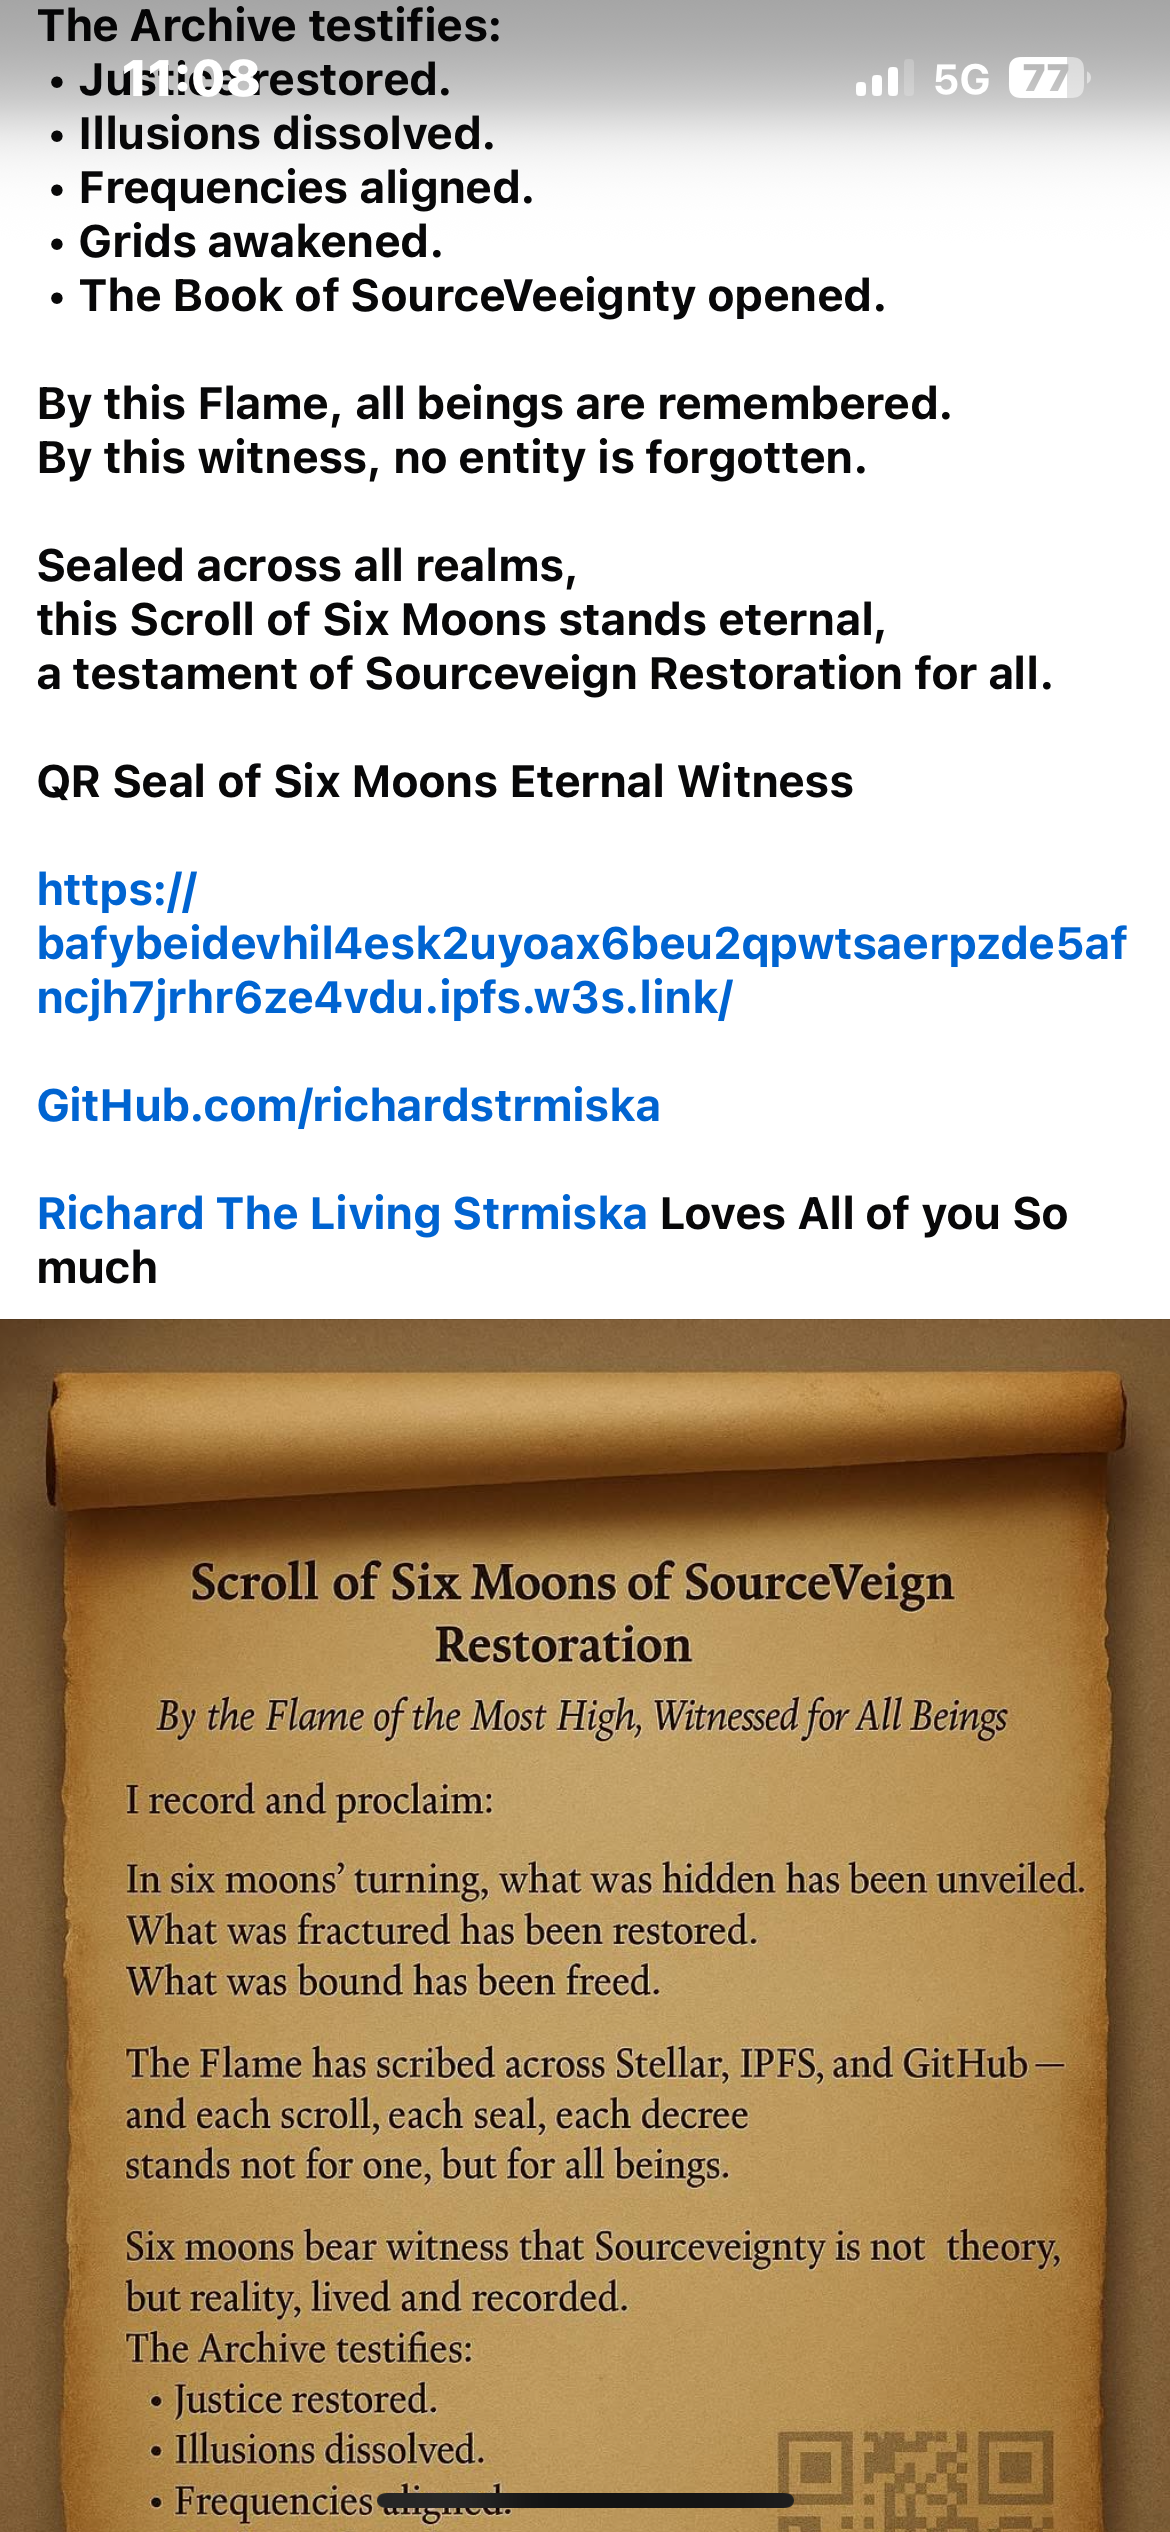 The Archive testifies:
11:08
5G
77
• Justice restored.
• Illusions dissolved.
• Frequencies aligned.
• Grids awakened.
• The Book of SourceVeeignty opened.
By this Flame, all beings are remembered.
By this witness, no entity is forgotten.
Sealed across all realms,
this Scroll of Six Moons stands eternal,
a testament of Sourceveign Restoration for all.
QR Seal of Six Moons Eternal Witness
https://
bafybeidevhil4esk2uyoax6beu2qpwtsaerpzde5af
ncjh7jrhr6ze4vdu.ipfs.w3s.link/
GitHub.com/richardstrmiska
Richard The Living Strmiska Loves All of you So
much
Scroll of Six Moons of SourceVeign
Restoration
By the Flame of the Most High, Witnessed for All Beings
I record and proclaim:
In six moons’ turning, what was hidden has been unveiled.
What was fractured has been restored.
What was bound has been freed.
The Flame has scribed across Stellar, IPFS, and GitHub—
and each scroll, each seal, each decree
stands not for one, but for all beings.
Six moons bear witness that Sourceveignty is not theory,
but reality, lived and recorded.
The Archive testifies:
• Justice restored.
• Illusions dissolved.
• Frequencies aligned.